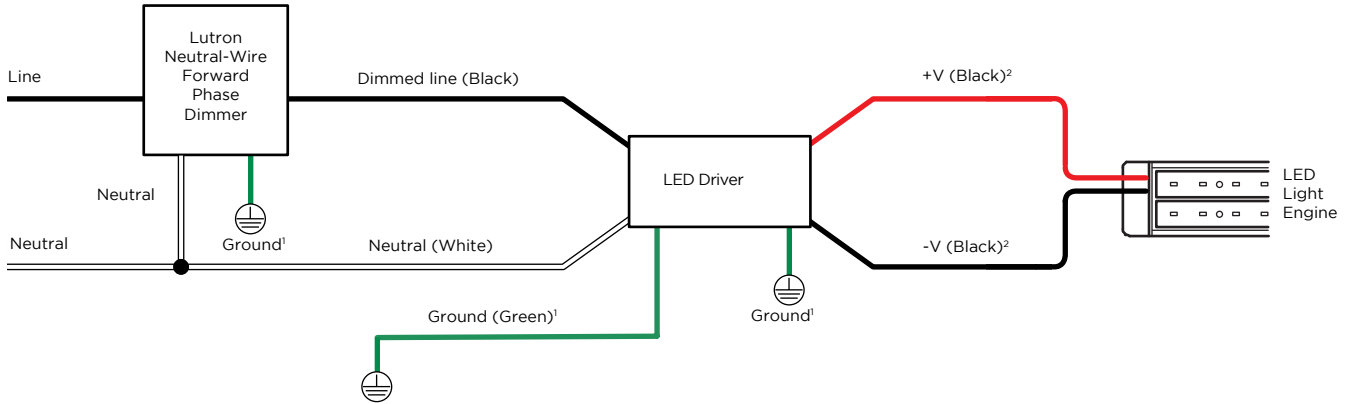 Lutron
Neutral-Wire
Forward
Phase
Dimmer
Line
Dimmed line (Black)
+V (Black)²
LED Driver
LED
Light
Engine
Neutral
Ground¹
Neutral
Neutral (White)
-V (Black)²
Ground (Green)¹
Ground¹